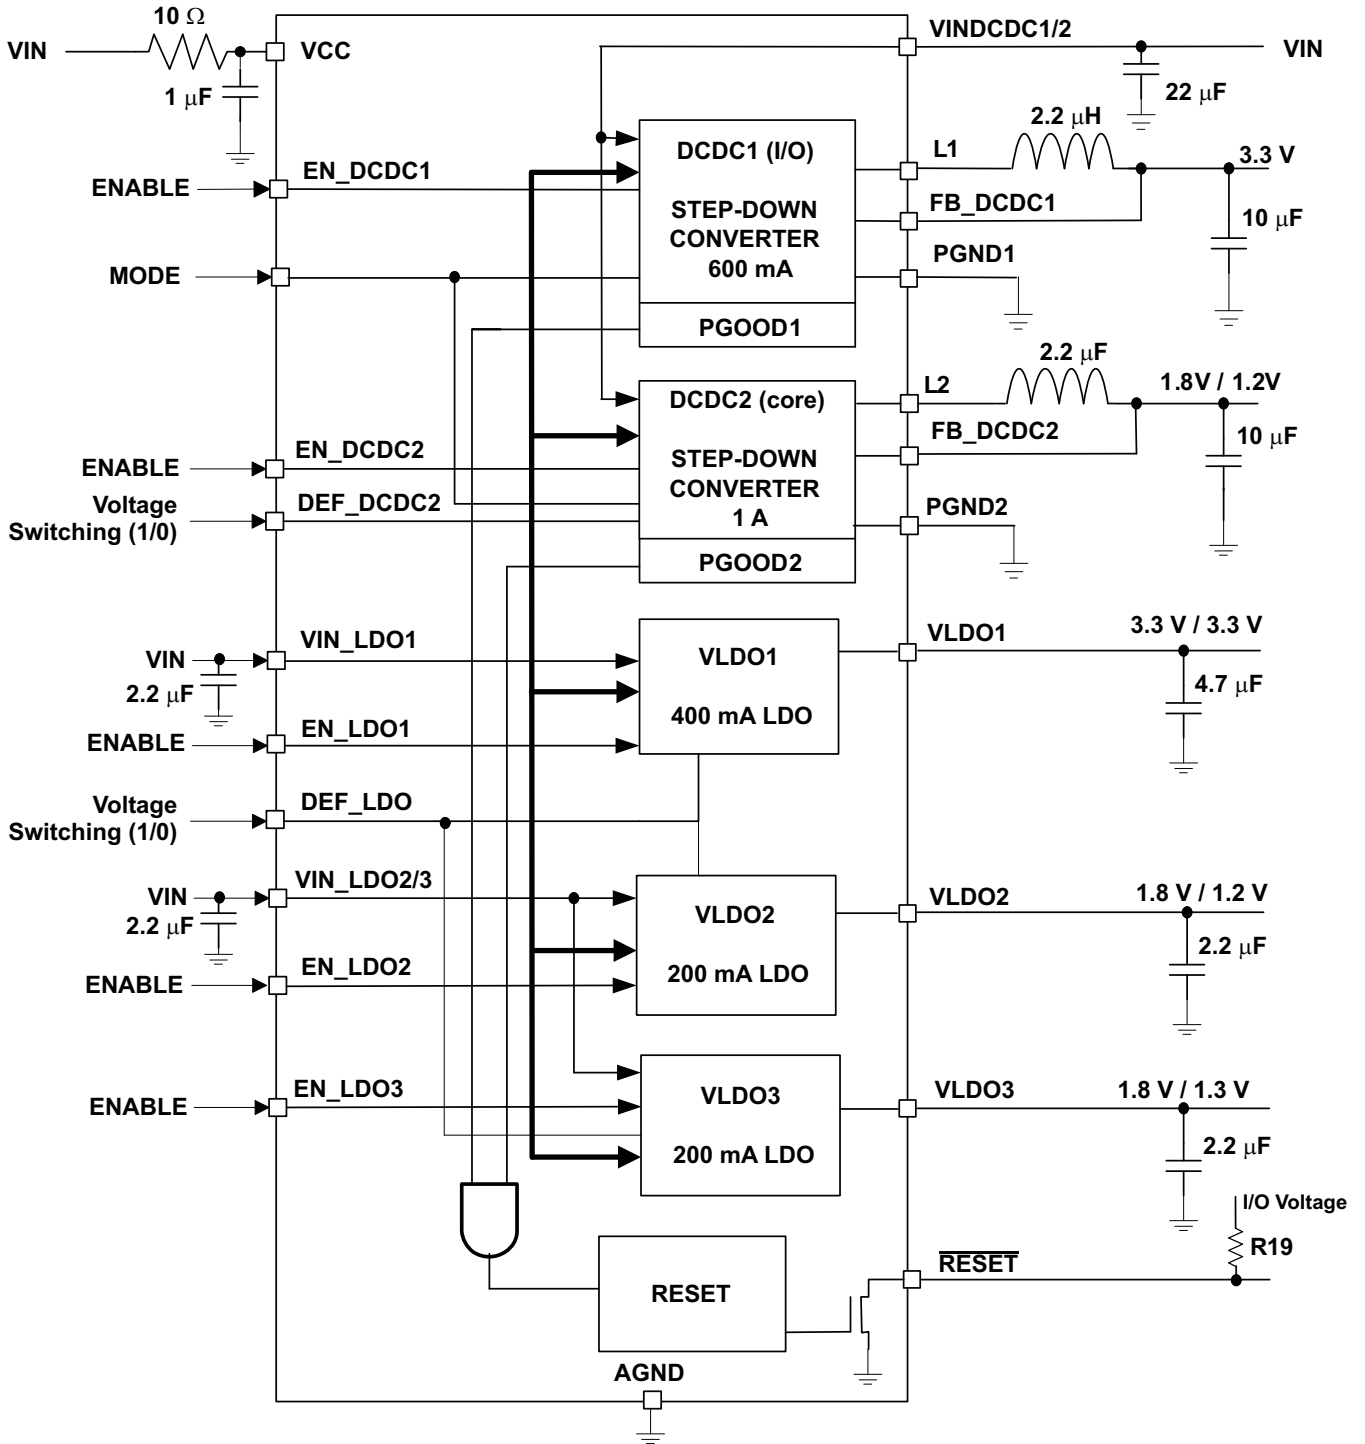 10 Ω
VIN
VCC
1 μF
VINDCDC1/2
VIN
22 μF
2.2 μH
DCDC1 (I/O)
STEP-DOWN
CONVERTER
600 mA
PGOOD1
L1
3.3 V
FB_DCDC1
10 μF
PGND1
ENABLE
EN_DCDC1
MODE
2.2 μF
DCDC2 (core)
STEP-DOWN
CONVERTER
1 A
PGOOD2
L2
1.8V / 1.2V
FB_DCDC2
10 μF
PGND2
ENABLE
EN_DCDC2
Voltage
Switching (1/0)
DEF_DCDC2
VIN
VIN_LDO1
2.2 μF
VLDO1
400 mA LDO
VLDO1
3.3 V / 3.3 V
4.7 μF
ENABLE
EN_LDO1
Voltage
Switching (1/0)
DEF_LDO
VIN
VIN_LDO2/3
2.2 μF
VLDO2
200 mA LDO
VLDO2
1.8 V / 1.2 V
2.2 μF
ENABLE
EN_LDO2
ENABLE
EN_LDO3
VLDO3
200 mA LDO
VLDO3
1.8 V / 1.3 V
2.2 μF
I/O Voltage
R19
RESET
RESET
AGND